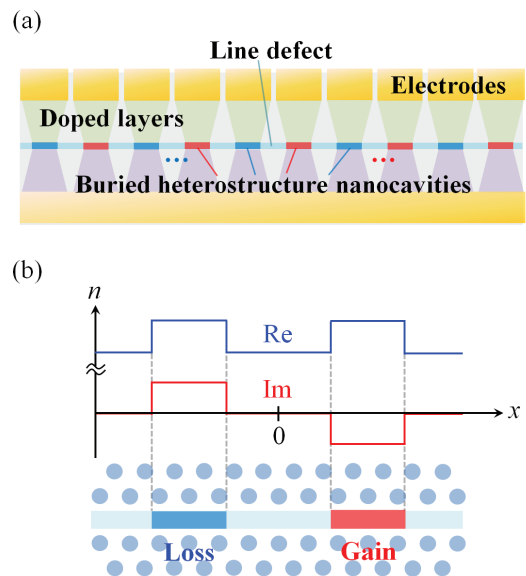 (a)
Line defect
Electrodes
Doped layers
Buried heterostructure nanocavities
(b)
n
Re
Im
x
0
Loss
Gain